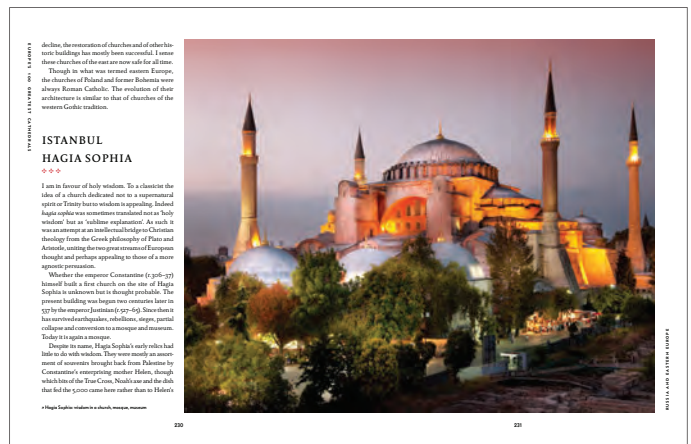 EUROPE'S 100 GREATEST CATHEDRALS
decline, the restoration of churches and of other his-
toric buildings has mostly been successful. I sense
these churches of the east are now safe for all time.
Though in what was termed eastern Europe,
the churches of Poland and former Bohemia were
always Roman Catholic. The evolution of their
architecture is similar to that of churches of the
western Gothic tradition.
ISTANBUL
HAGIA SOPHIA
I am in favour of holy wisdom. To a classicist the
idea of a church dedicated not to a supernatural
spirit or Trinity but to wisdom is appealing. Indeed
hagia sophia was sometimes translated not as 'holy
wisdom' but as 'sublime explanation'. As such it
was an attempt at an intellectual bridge to Christian
theology from the Greek philosophy of Plato and
Aristotle, uniting the two great streams of European
thought and perhaps appealing to those of a more
agnostic persuasion.
Whether the emperor Constantine (r.306–37)
himself built a first church on the site of Hagia
Sophia is unknown but is thought probable. The
present building was begun two centuries later in
537 by the emperor Justinian (r.527–65). Since then it
has survived earthquakes, rebellions, sieges, partial
collapse and conversion to a mosque and museum.
Today it is again a mosque.
Despite its name, Hagia Sophia's early relics had
little to do with wisdom. They were mostly an assort-
ment of souvenirs brought back from Palestine by
Constantine's enterprising mother Helen, though
which bits of the True Cross, Noah's axe and the dish
that fed the 5,000 came here rather than to Helen's
Hagia Sophia: wisdom in a church, mosque, museum
230
231
RUSSIA AND EASTERN EUROPE